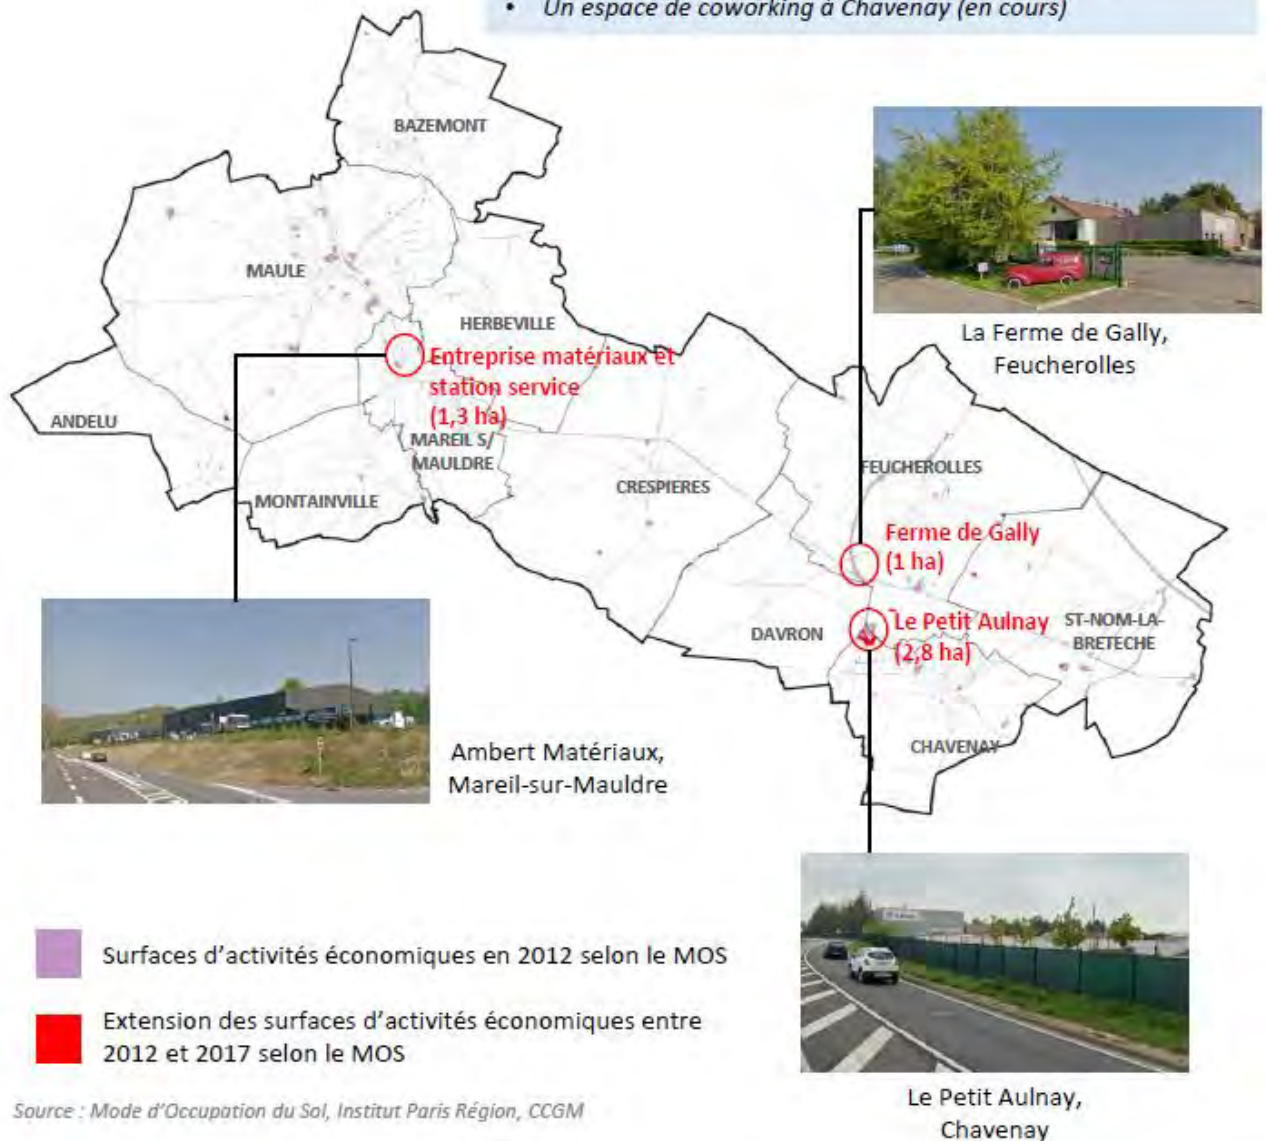 • Un espace de coworking à Chavenay (en cours)
BAZEMONT
MAULE
HERBEVILLE
La Ferme de Gally,
Feucherolles
Entreprise matériaux et
station service
(1,3 ha)
ANDELU
MAREIL S/
MAULDRE
MONTAINVILLE
CRESPIERES
FEUCHEROLLES
Ferme de Gally
(1 ha)
DAVRON
Le Petit Aulnay
(2,8 ha)
ST-NOM-LA-
BRETECHE
CHAVENAY
Ambert Matériaux,
Mareil-sur-Mauldre
Surfaces d'activités économiques en 2012 selon le MOS
Extension des surfaces d'activités économiques entre
2012 et 2017 selon le MOS
Source : Mode d'Occupation du Sol, Institut Paris Région, CCGM
Le Petit Aulnay,
Chavenay